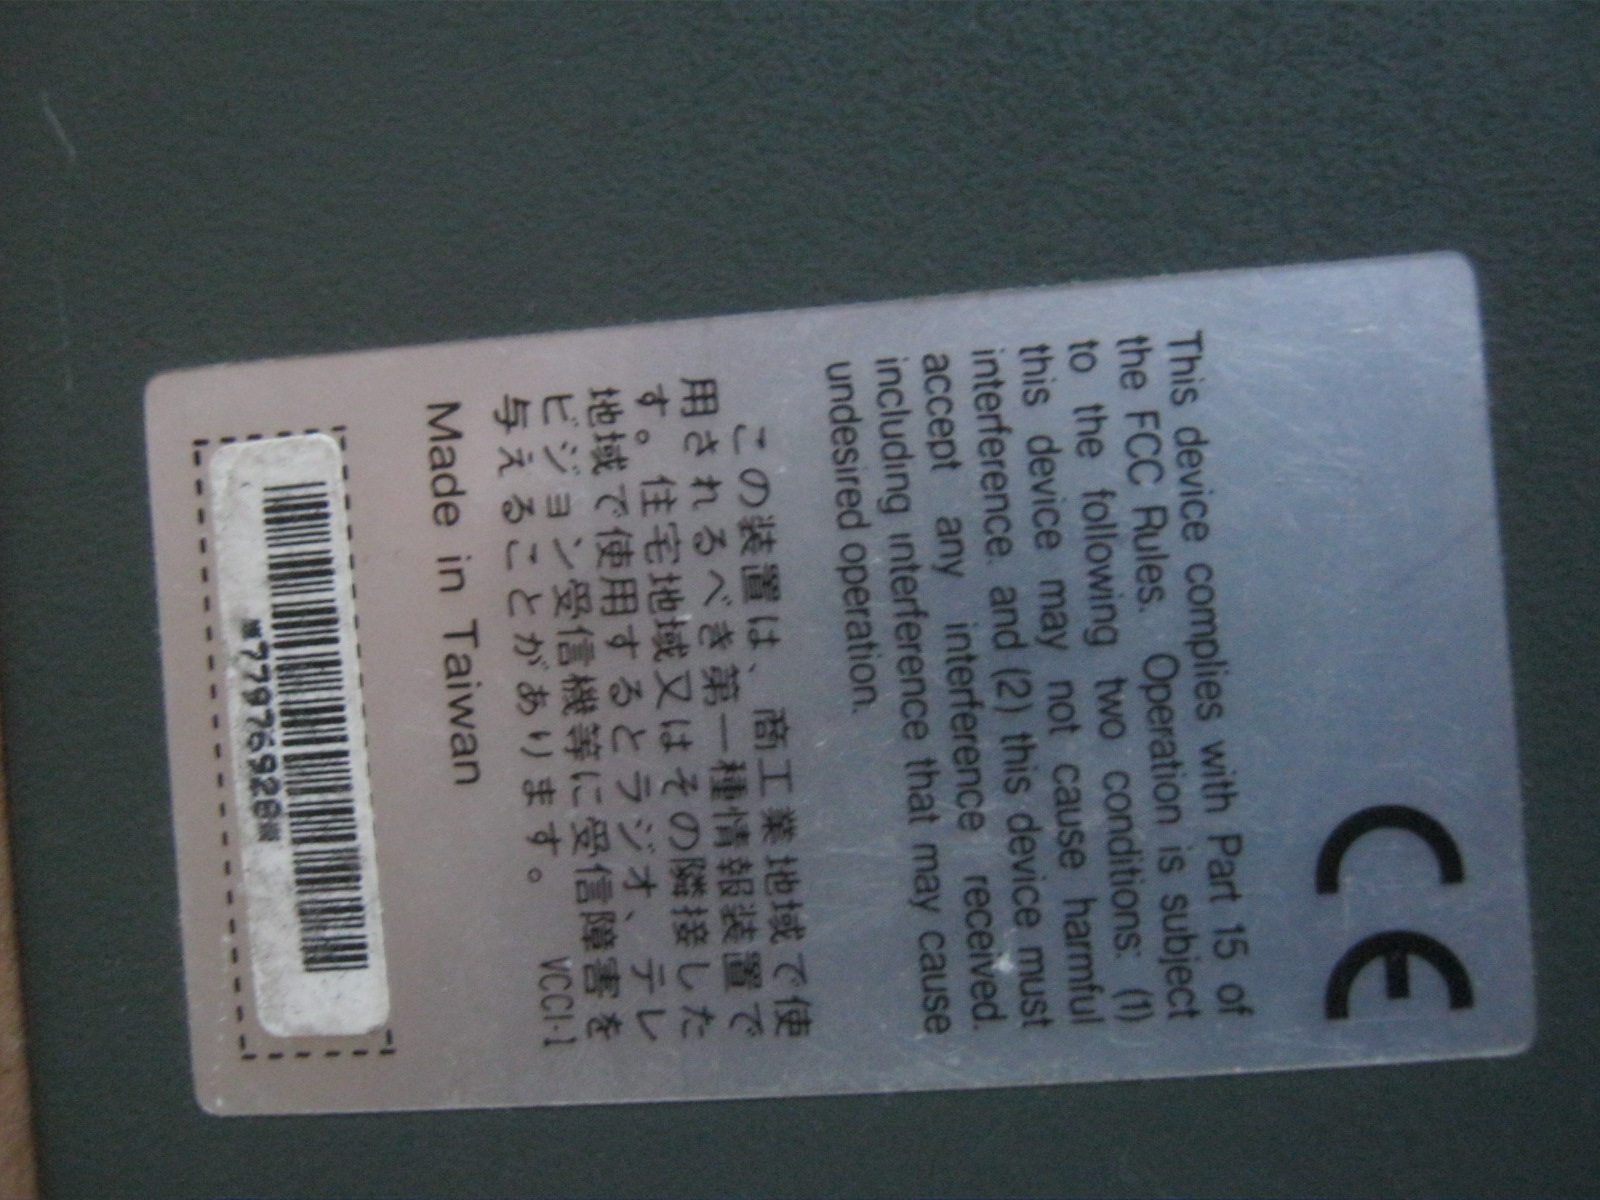 CE
This device complies with Part 15 of
the FCC Rules. Operation is subject
to the following two conditions: (1)
this device may not cause harmful
interference. and (2) this device must
accept any interference received.
including interference that may cause
undesired operation.
この装置は、商工業地域で使
用されるべき第一種情報装置で
す。住宅地域又はその隣接した
地域で使用するとラジオ、テレ
ビジョン受信機等に受信障害を
与えることがあります。 VCCI-1
Made in Taiwan